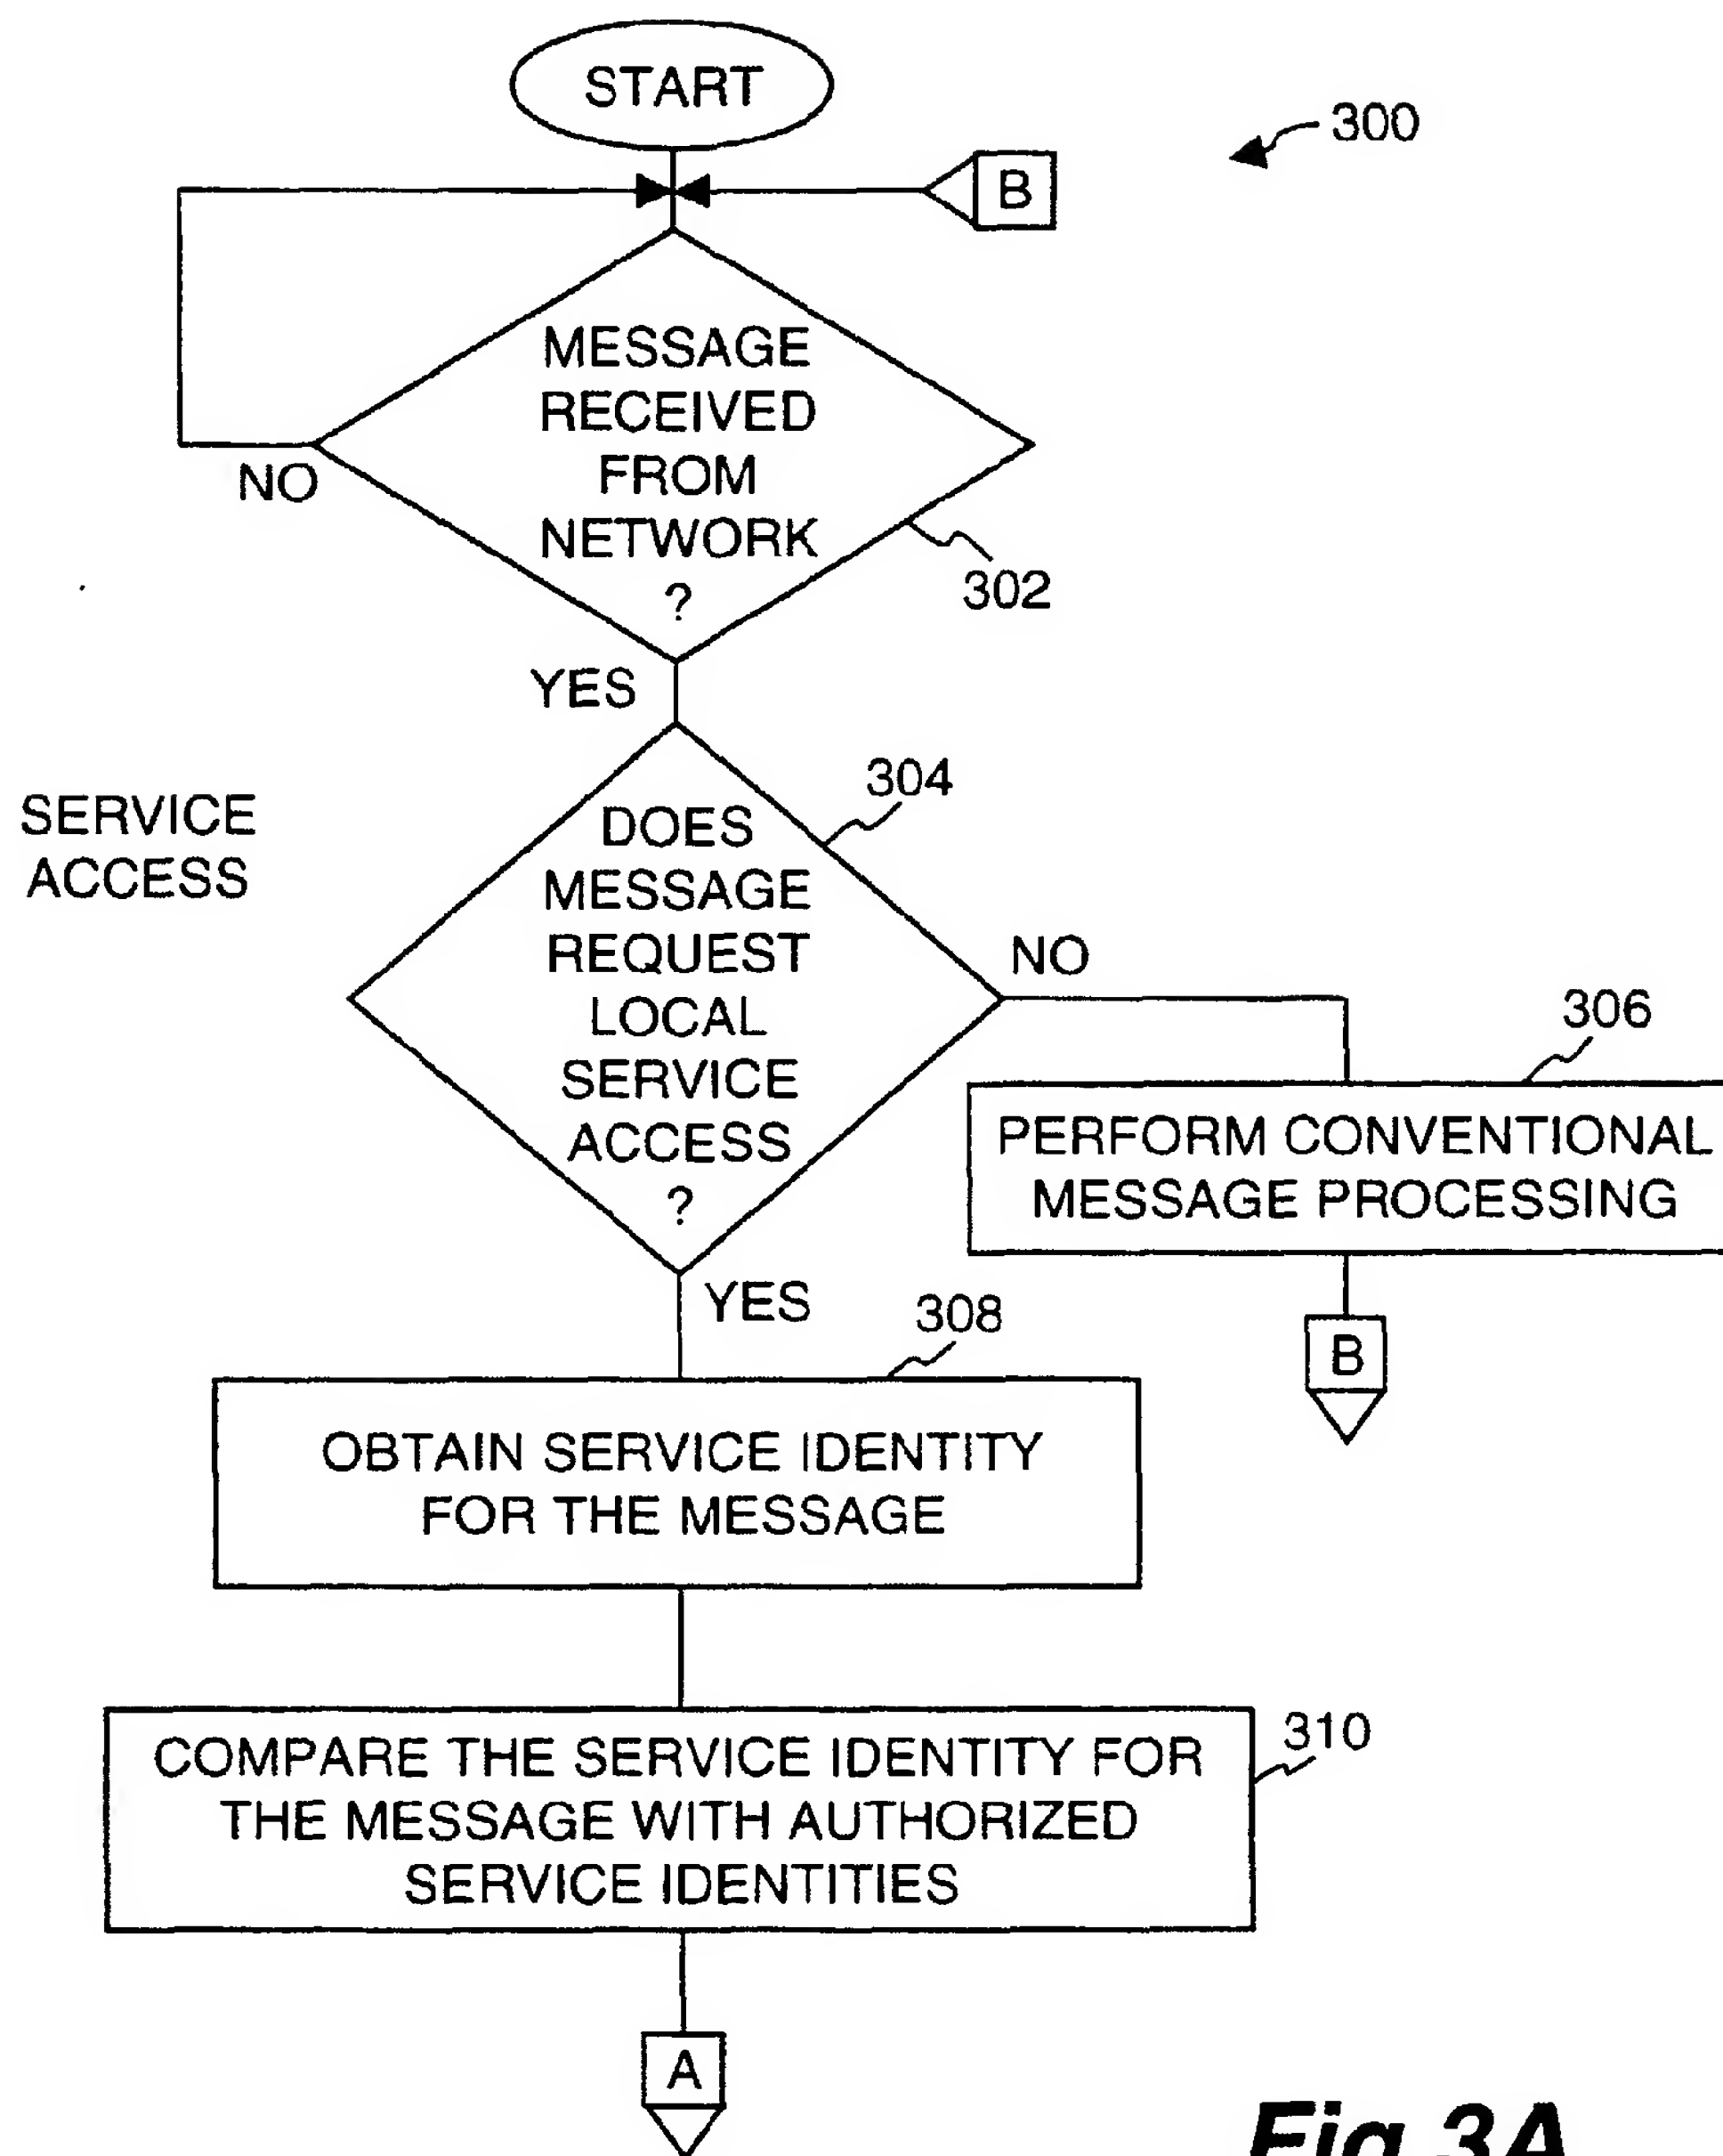 START
300
B
MESSAGE
RECEIVED
FROM
NETWORK
?
NO
302
YES
SERVICE
ACCESS
304
DOES
MESSAGE
REQUEST
LOCAL
SERVICE
ACCESS
?
NO
306
PERFORM CONVENTIONAL
MESSAGE PROCESSING
B
YES
308
OBTAIN SERVICE IDENTITY
FOR THE MESSAGE
310
COMPARE THE SERVICE IDENTITY FOR
THE MESSAGE WITH AUTHORIZED
SERVICE IDENTITIES
A
Fig 3A